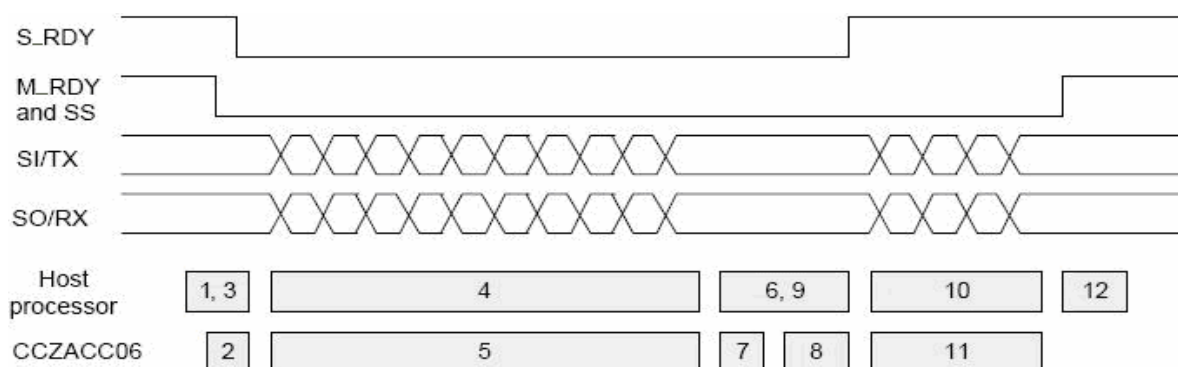 S_RDY
M_RDY
and SS
SI/TX
SO/RX
Host
processor
1, 3
4
6, 9
10
12
CCZACC06
2
5
7
8
11